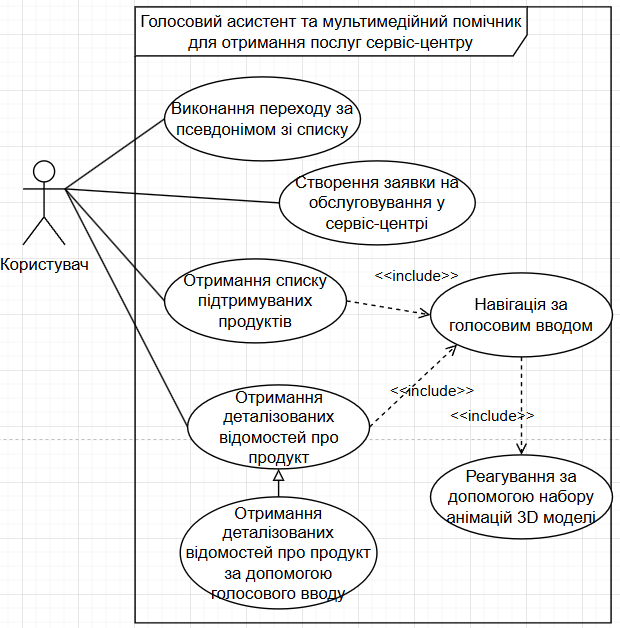 Голосовий асистент та мультимедійний помічник
для отримання послуг сервіс-центру
Виконання переходу за
псевдонімом зі списку
Створення заявки на
обслуговування у
сервіс-центрі
Користувач
Отримання списку
підтримуваних
продуктів
<<include>>
Навігація за
голосовим вводом
Отримання
деталізованих
відомостей про
продукт
<<include>>
<<include>>
Реагування за
допомогою набору
анімацій 3D моделі
Отримання
деталізованих
відомостей про продукт
за допомогою
голосового вводу